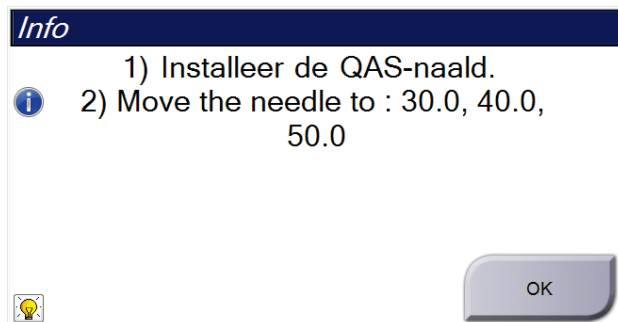 Info
1) Installeer de QAS-naald.
2) Move the needle to : 30.0, 40.0,
50.0
OK